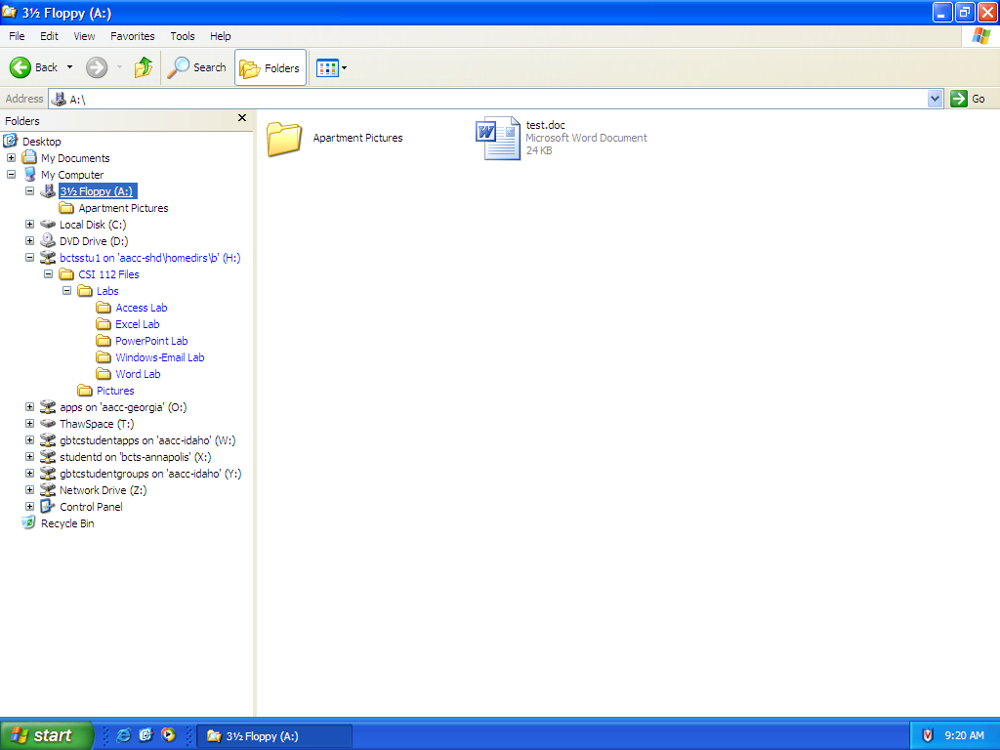 3½ Floppy (A:)
File Edit View Favorites Tools Help
Back Search Folders
Address A:\ Go
Folders
Desktop
My Documents
My Computer
3½ Floppy (A:)
Apartment Pictures
Local Disk (C:)
DVD Drive (D:)
bctsstu1 on 'aacc-shd\homedirs\b' (H:)
CSI 112 Files
Labs
Access Lab
Excel Lab
PowerPoint Lab
Windows-Email Lab
Word Lab
Pictures
apps on 'aacc-georgia' (O:)
ThawSpace (T:)
gbtcstudentapps on 'aacc-idaho' (W:)
studentd on 'bcts-annapolis' (X:)
gbtcstudentgroups on 'aacc-idaho' (Y:)
Network Drive (Z:)
Control Panel
Recycle Bin
Apartment Pictures
test.doc
Microsoft Word Document
24 KB
start 3½ Floppy (A:) 9:20 AM